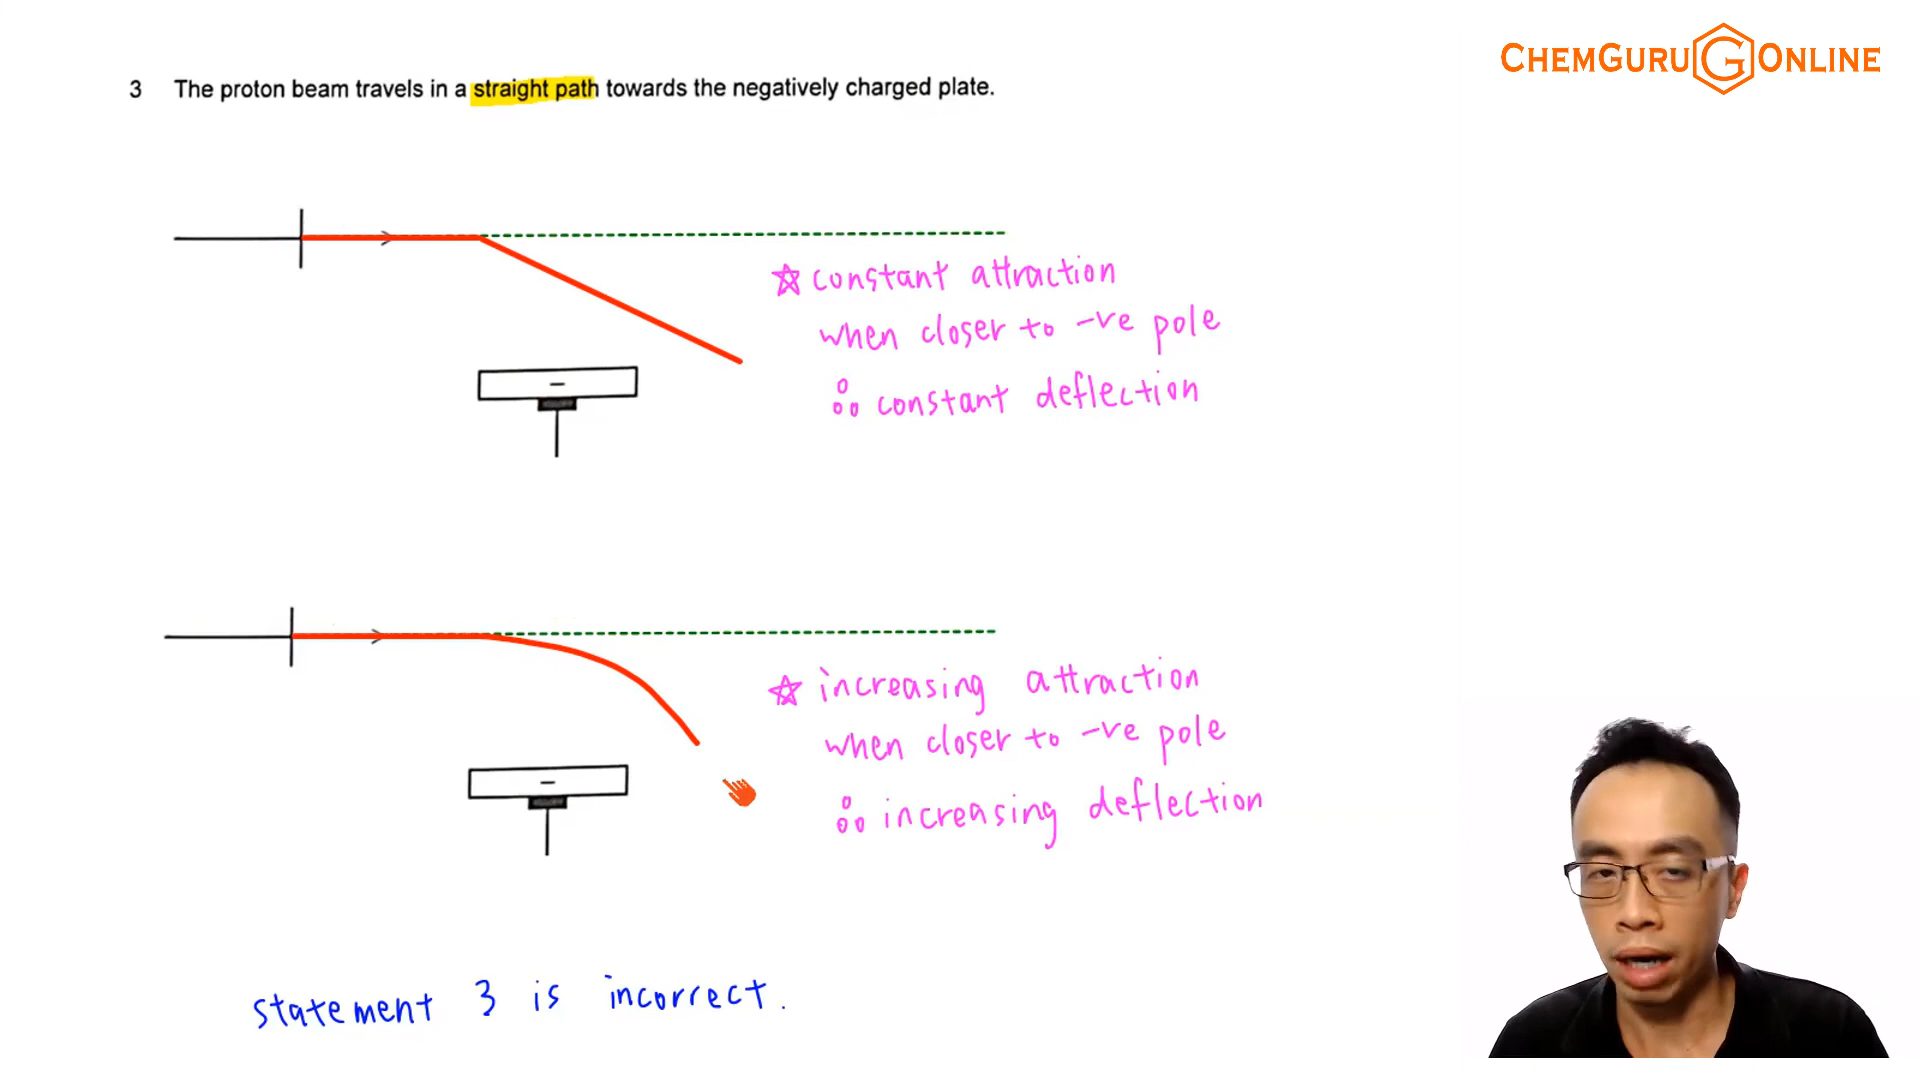 CHEMGURU G ONLINE
3 The proton beam travels in a straight path towards the negatively charged plate.
☆ constant attraction
when closer to -ve pole
∴ constant deflection
−
☆ increasing attraction
when closer to -ve pole
∴ increasing deflection
−
statement 3 is incorrect.